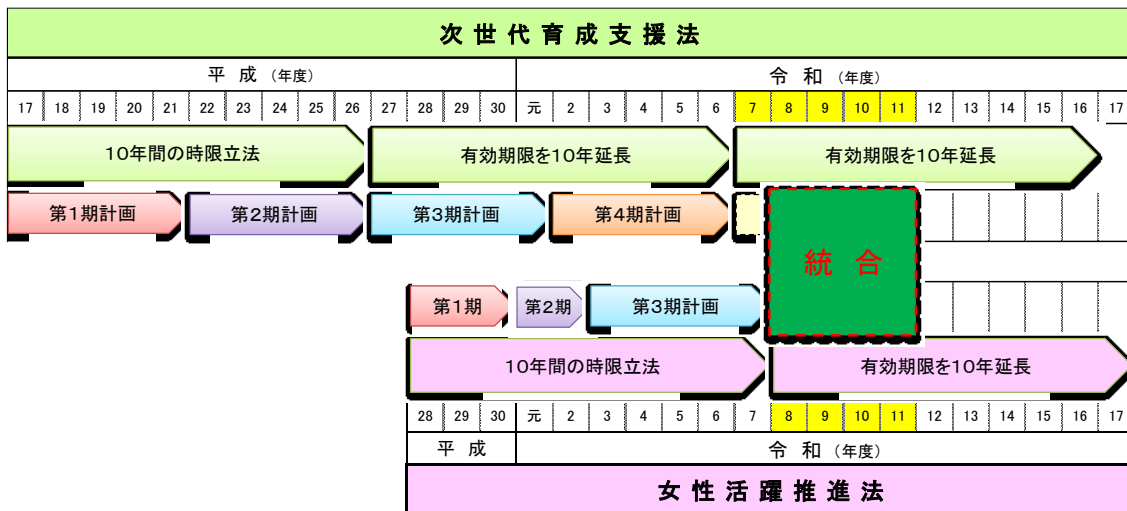 次世代育成支援法
平成（年度） 令和（年度）
17 18 19 20 21 22 23 24 25 26 27 28 29 30 元 2 3 4 5 6 7 8 9 10 11 12 13 14 15 16 17
10年間の時限立法 有効期限を10年延長 有効期限を10年延長
第1期計画 第2期計画 第3期計画 第4期計画
統合
第1期 第2期 第3期計画
10年間の時限立法 有効期限を10年延長
28 29 30 元 2 3 4 5 6 7 8 9 10 11 12 13 14 15 16 17
平成 令和（年度）
女性活躍推進法